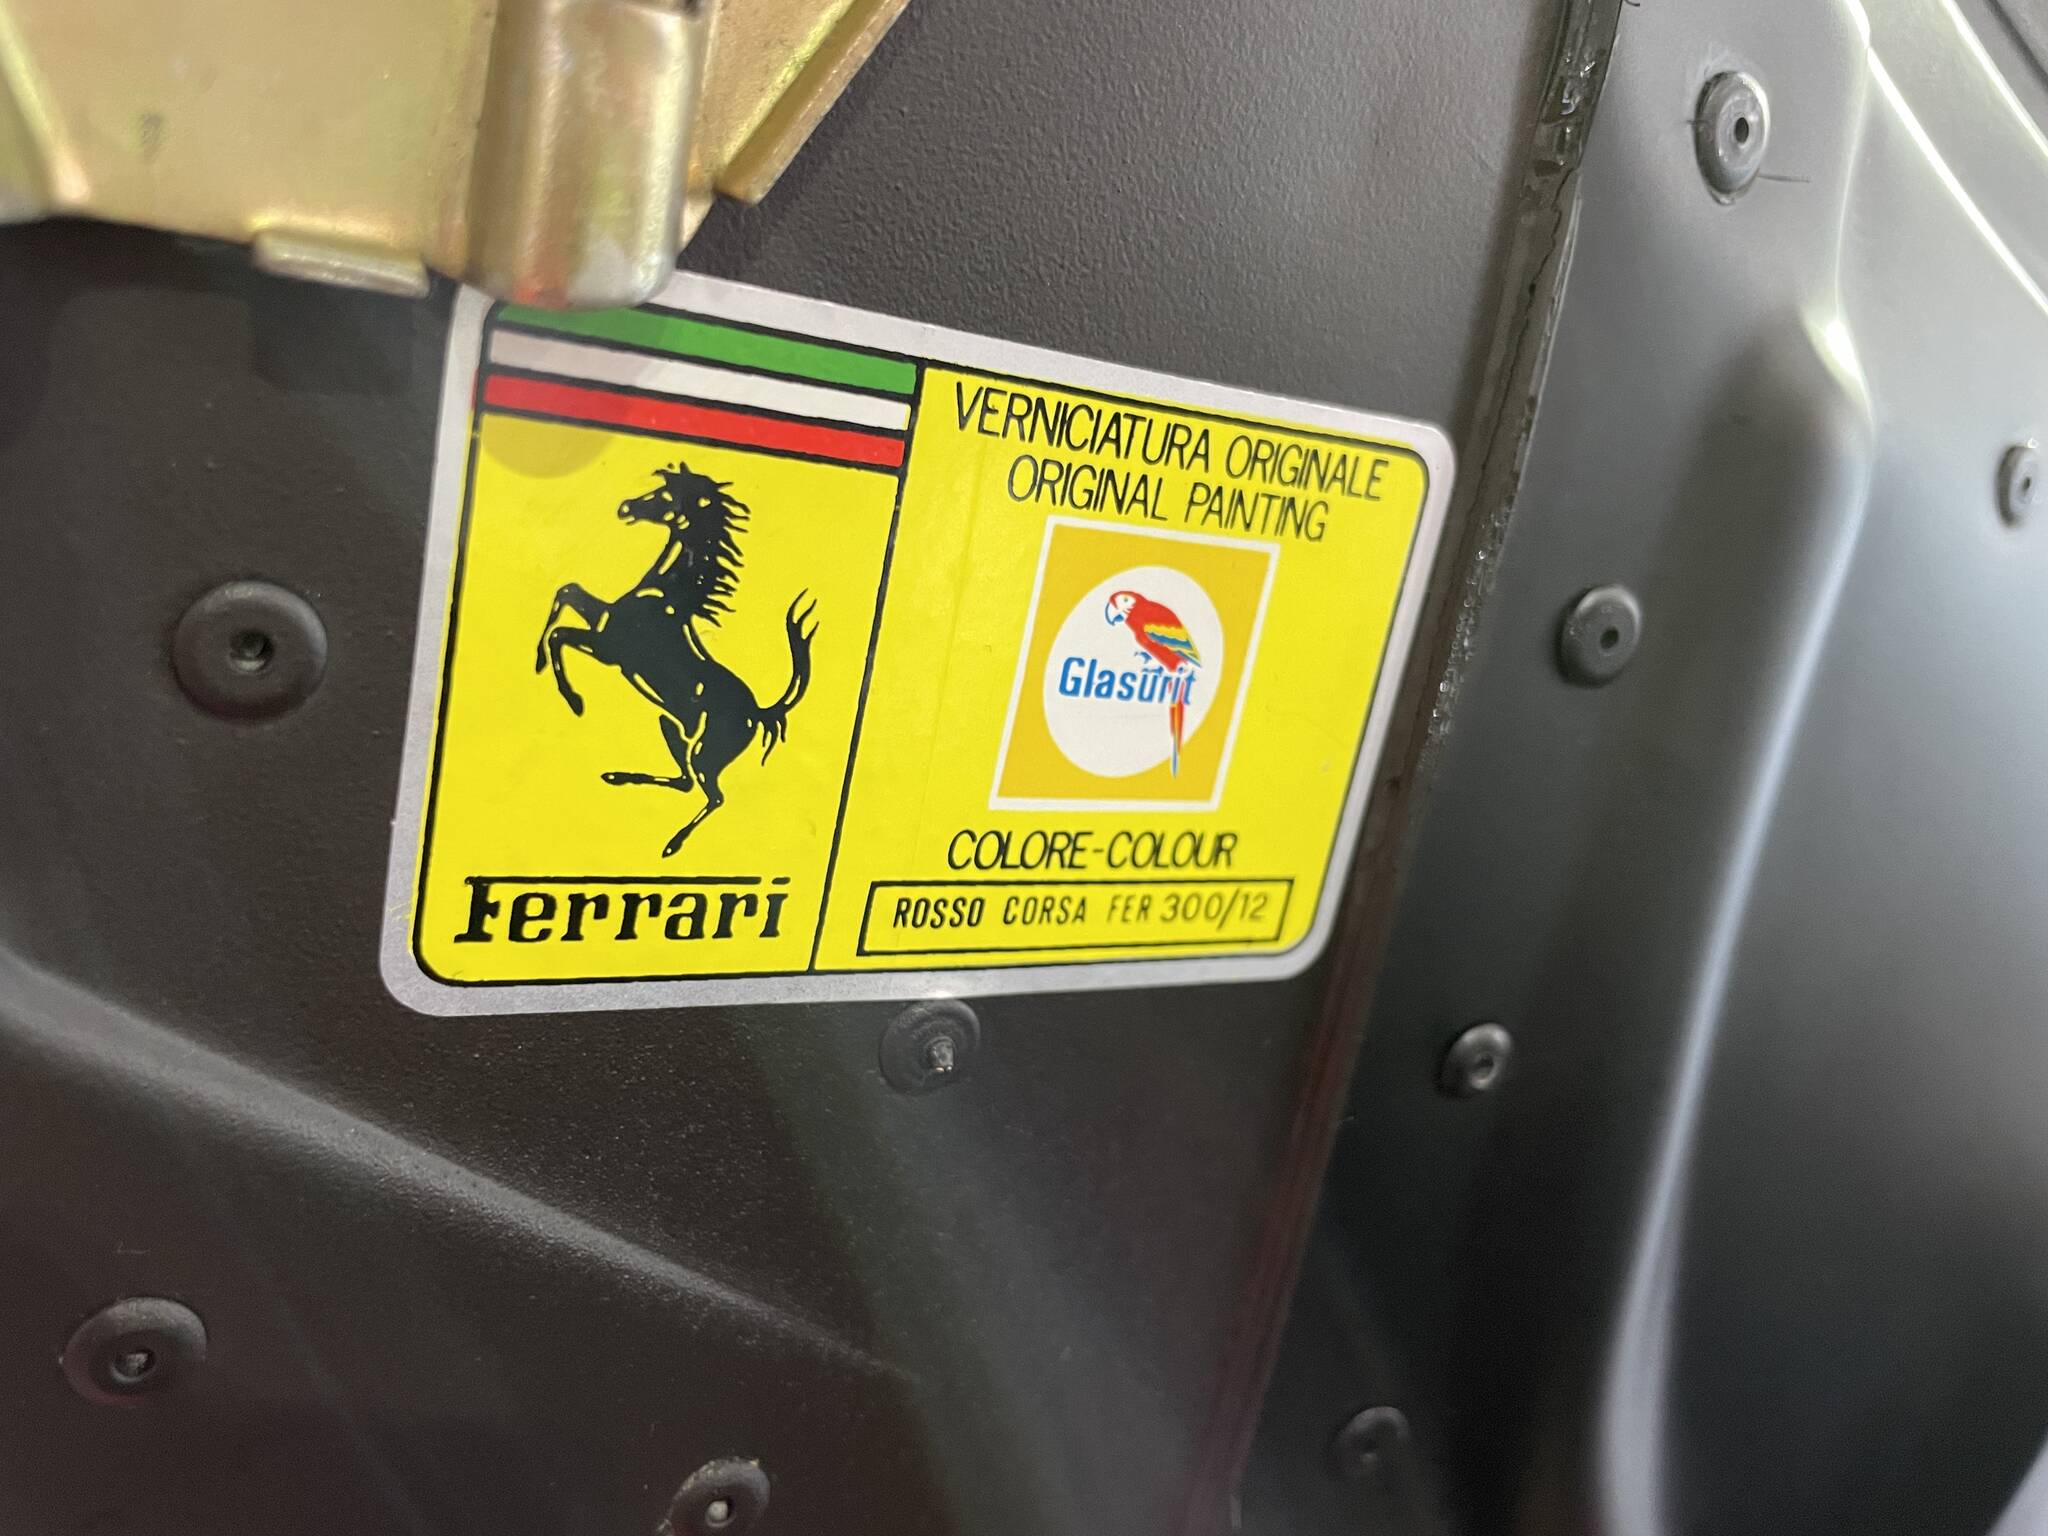 VERNICIATURA ORIGINALE
ORIGINAL PAINTING
Glasurit
COLORE-COLOUR
ROSSO CORSA FER 300/12
Ferrari